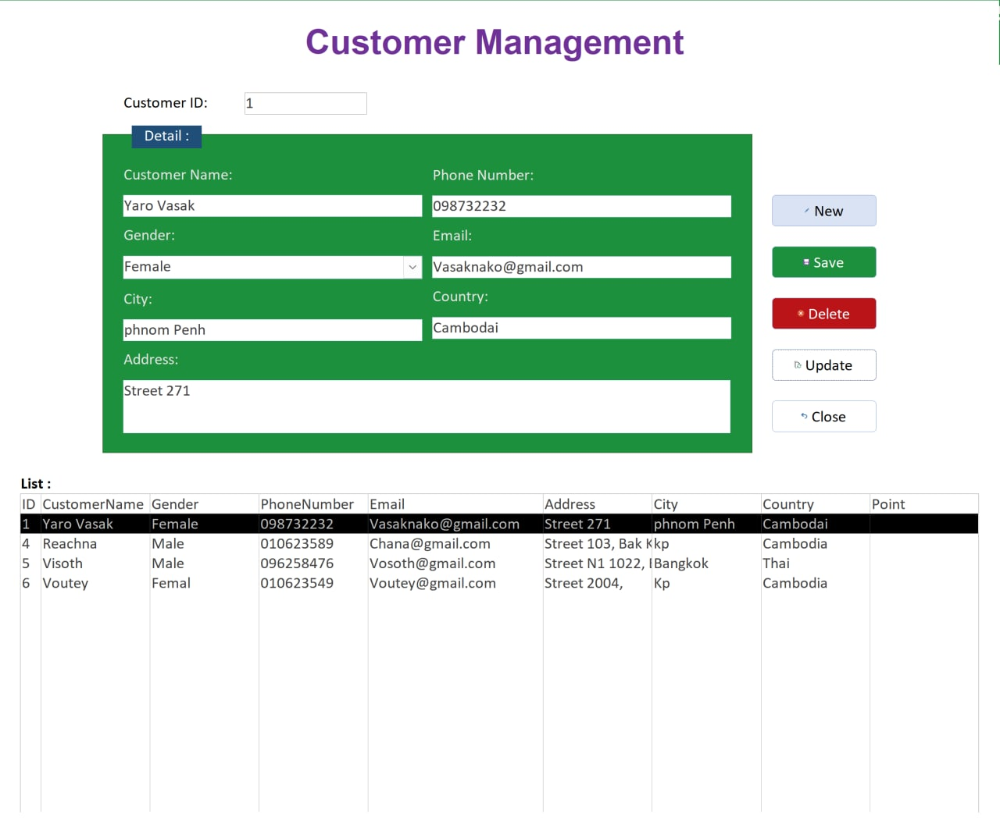 Customer Management
Customer ID: 1
Detail :
Customer Name: Phone Number:
Yaro Vasak 098732232
New
Gender: Email:
Female Vasaknako@gmail.com
Save
City: Country:
phnom Penh Cambodai
Delete
Address:
Street 271
Update
Close
List :
ID CustomerName Gender PhoneNumber Email Address City Country Point
1 Yaro Vasak Female 098732232 Vasaknako@gmail.com Street 271 phnom Penh Cambodai
4 Reachna Male 010623589 Chana@gmail.com Street 103, Bak kp Cambodia
5 Visoth Male 096258476 Vosoth@gmail.com Street N1 1022, Bangkok Thai
6 Voutey Femal 010623549 Voutey@gmail.com Street 2004, Kp Cambodia